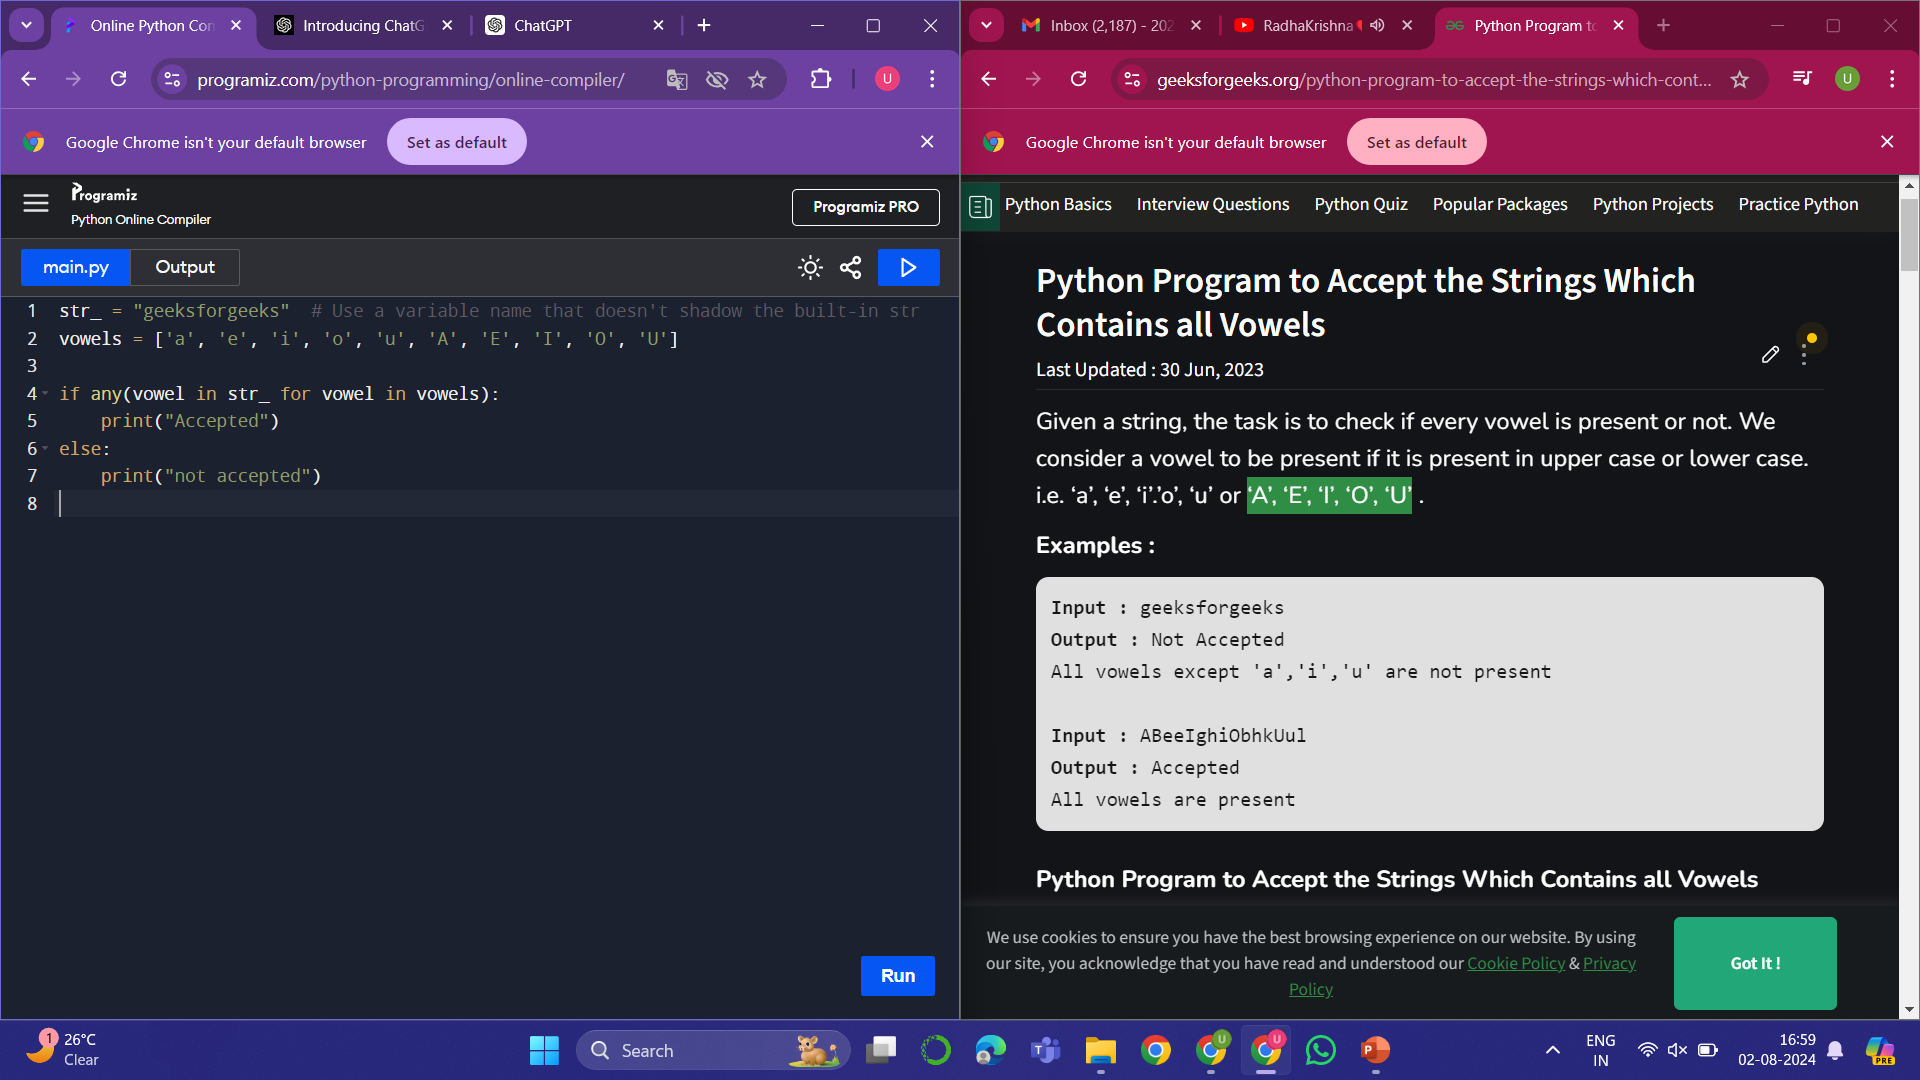 Online Python Con
Introducing ChatG
ChatGPT
programiz.com/python-programming/online-compiler/
U
Google Chrome isn't your default browser
Set as default
Programiz
Python Online Compiler
Programiz PRO
main.py
Output
1 str_ = "geeksforgeeks"  # Use a variable name that doesn't shadow the built-in str
2 vowels = ['a', 'e', 'i', 'o', 'u', 'A', 'E', 'I', 'O', 'U']
3
4 if any(vowel in str_ for vowel in vowels):
5     print("Accepted")
6 else:
7     print("not accepted")
8
Run
Inbox (2,187) - 202
RadhaKrishna
Python Program to
geeksforgeeks.org/python-program-to-accept-the-strings-which-cont...
U
Google Chrome isn't your default browser
Set as default
Python Basics
Interview Questions
Python Quiz
Popular Packages
Python Projects
Practice Python
Python Program to Accept the Strings Which
Contains all Vowels
Last Updated : 30 Jun, 2023
Given a string, the task is to check if every vowel is present or not. We
consider a vowel to be present if it is present in upper case or lower case.
i.e. ‘a’, ‘e’, ‘i’.’o’, ‘u’ or ‘A’, ‘E’, ‘I’, ‘O’, ‘U’ .
Examples :
Input : geeksforgeeks
Output : Not Accepted
All vowels except 'a','i','u' are not present
Input : ABeeIghiObhkUul
Output : Accepted
All vowels are present
Python Program to Accept the Strings Which Contains all Vowels
We use cookies to ensure you have the best browsing experience on our website. By using
our site, you acknowledge that you have read and understood our Cookie Policy & Privacy
Policy
Got It !
1
26°C
Clear
Search
U
U
ENG
IN
16:59
02-08-2024
PRE